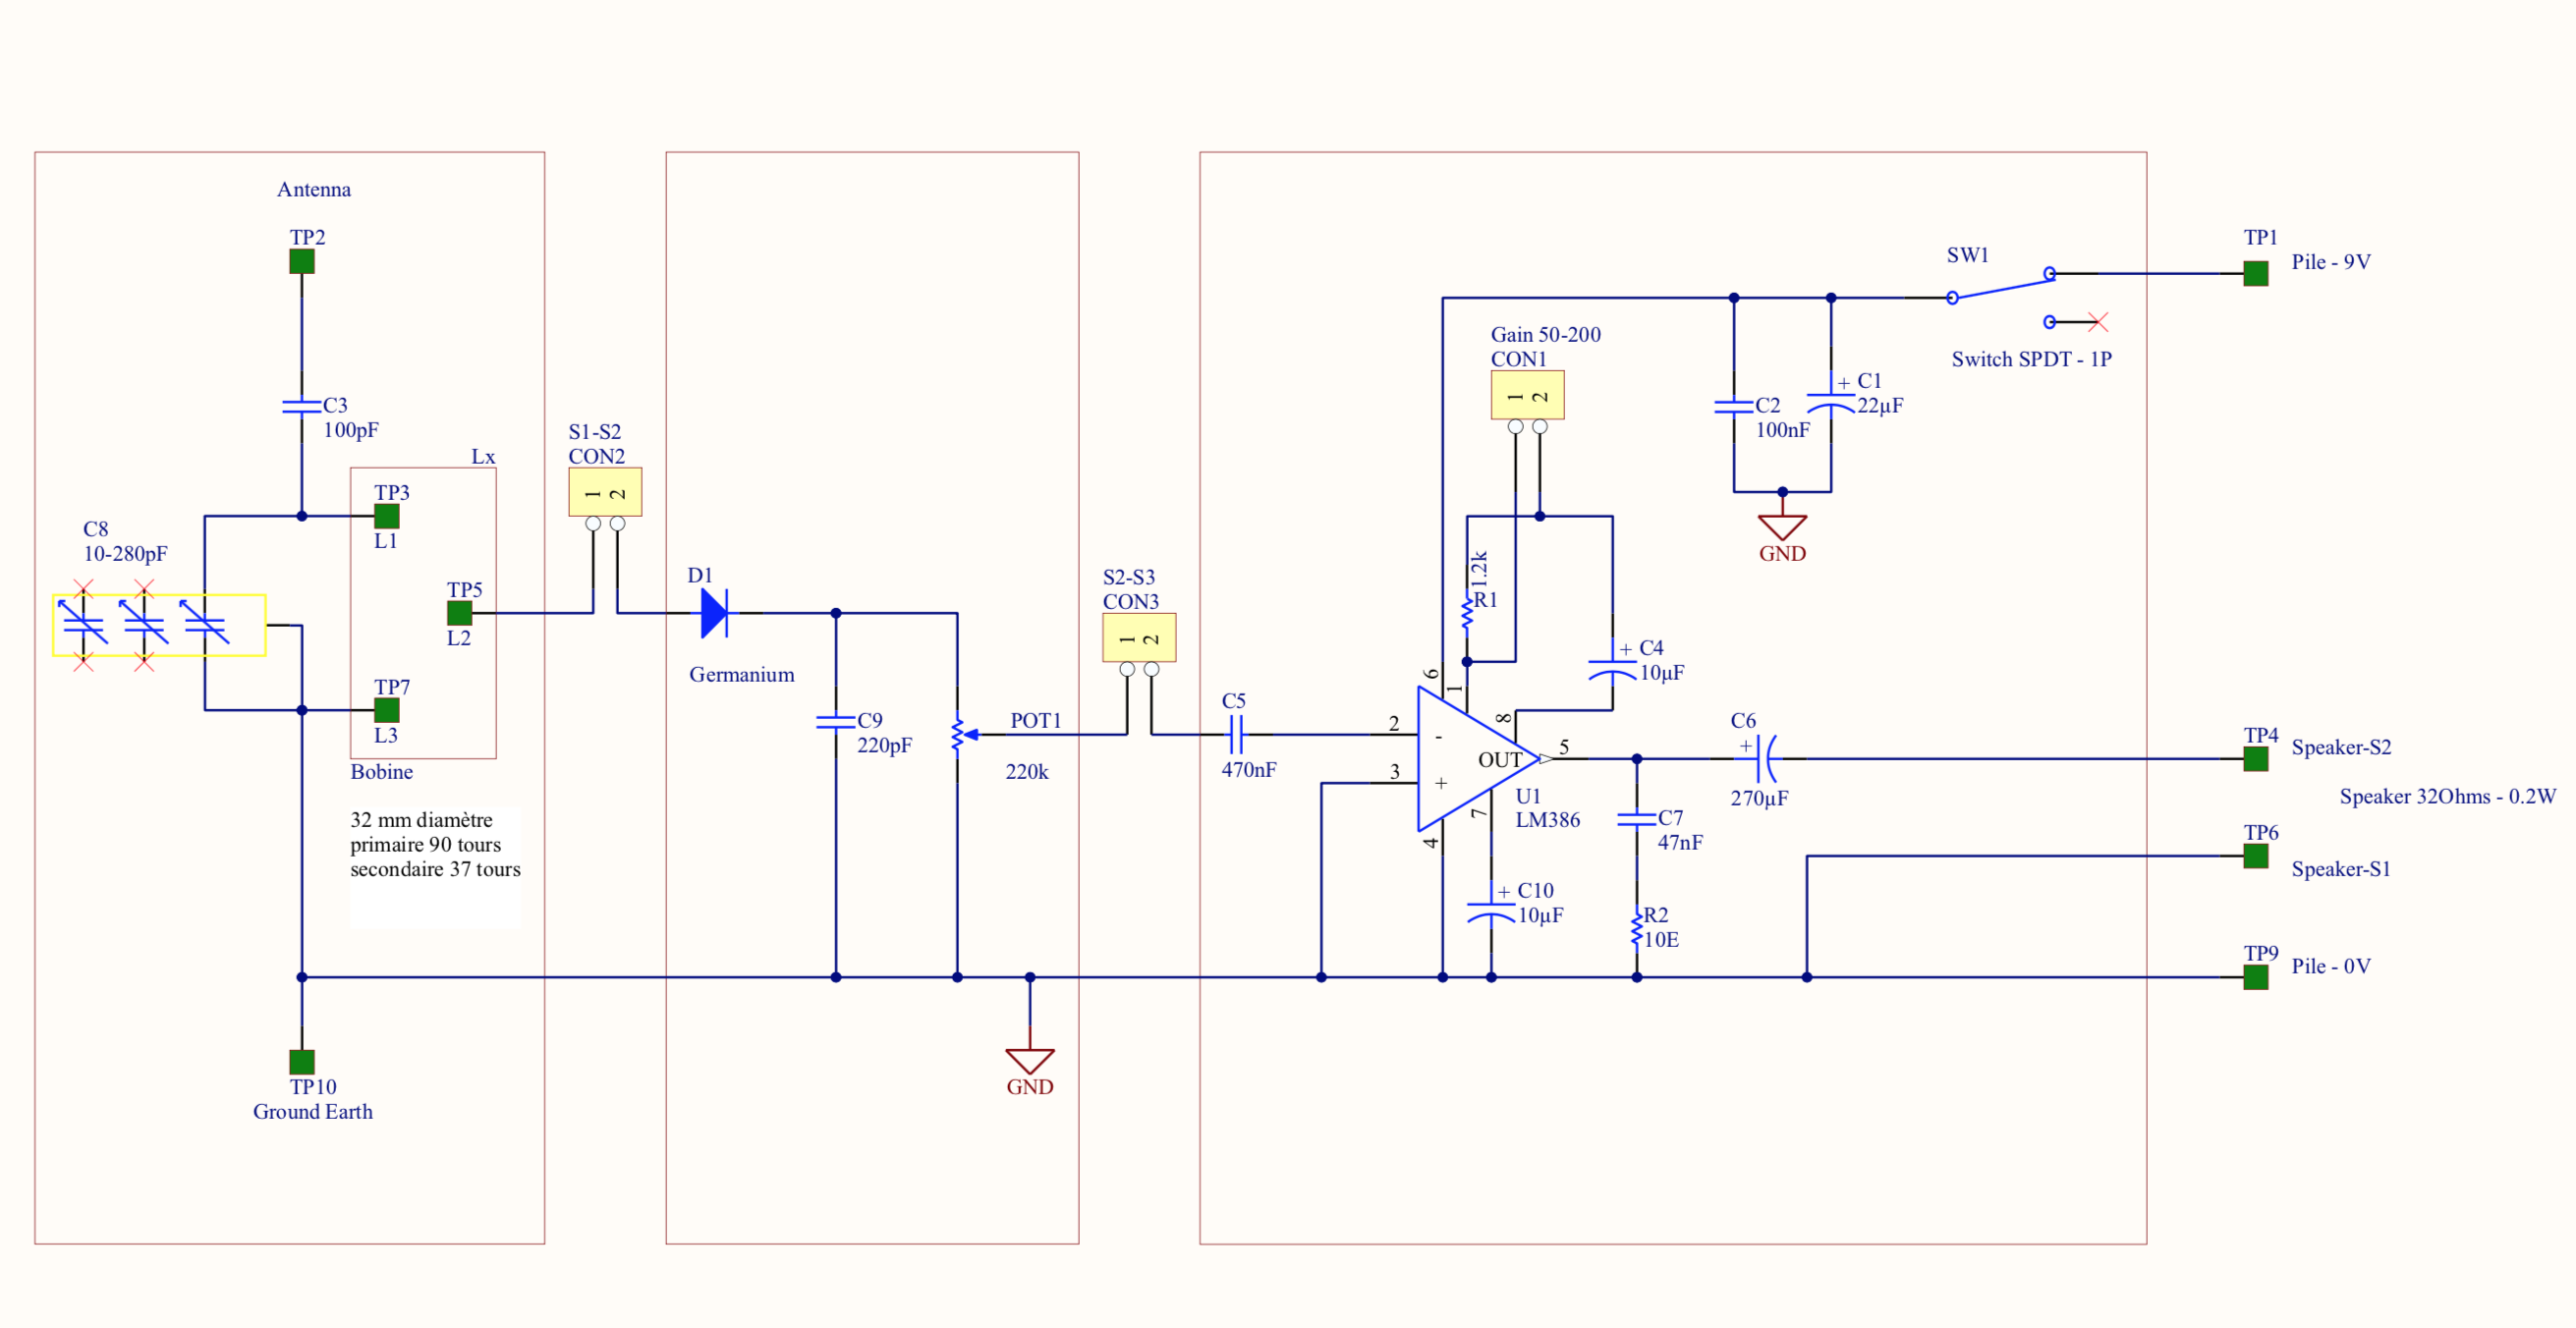 Antenna
TP2
C3
100pF
Lx
TP3
L1
C8
10-280pF
TP5
L2
TP7
L3
Bobine
32 mm diamètre
primaire 90 tours
secondaire 37 tours
TP10
Ground Earth
S1-S2
CON2
1
2
D1
Germanium
C9
220pF
POT1
220k
GND
S2-S3
CON3
1
2
C5
470nF
Gain 50-200
CON1
1
2
1.2k
R1
C4
+
10µF
6
1
8
2
-
3
+
OUT
5
4
7
U1
LM386
+
C10
10µF
C6
+
270µF
C7
47nF
R2
10E
C2
100nF
+
C1
22µF
GND
SW1
Switch SPDT - 1P
TP1
Pile - 9V
TP4
Speaker-S2
Speaker 32Ohms - 0.2W
TP6
Speaker-S1
TP9
Pile - 0V